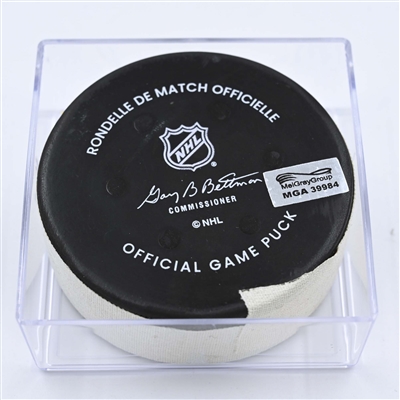 RONDELLE DE MATCH OFFICIELLE
NHL
Gary B Bettman
COMMISSIONER
© NHL
OFFICIAL GAME PUCK
MeiGrayGroup
MGA 39984